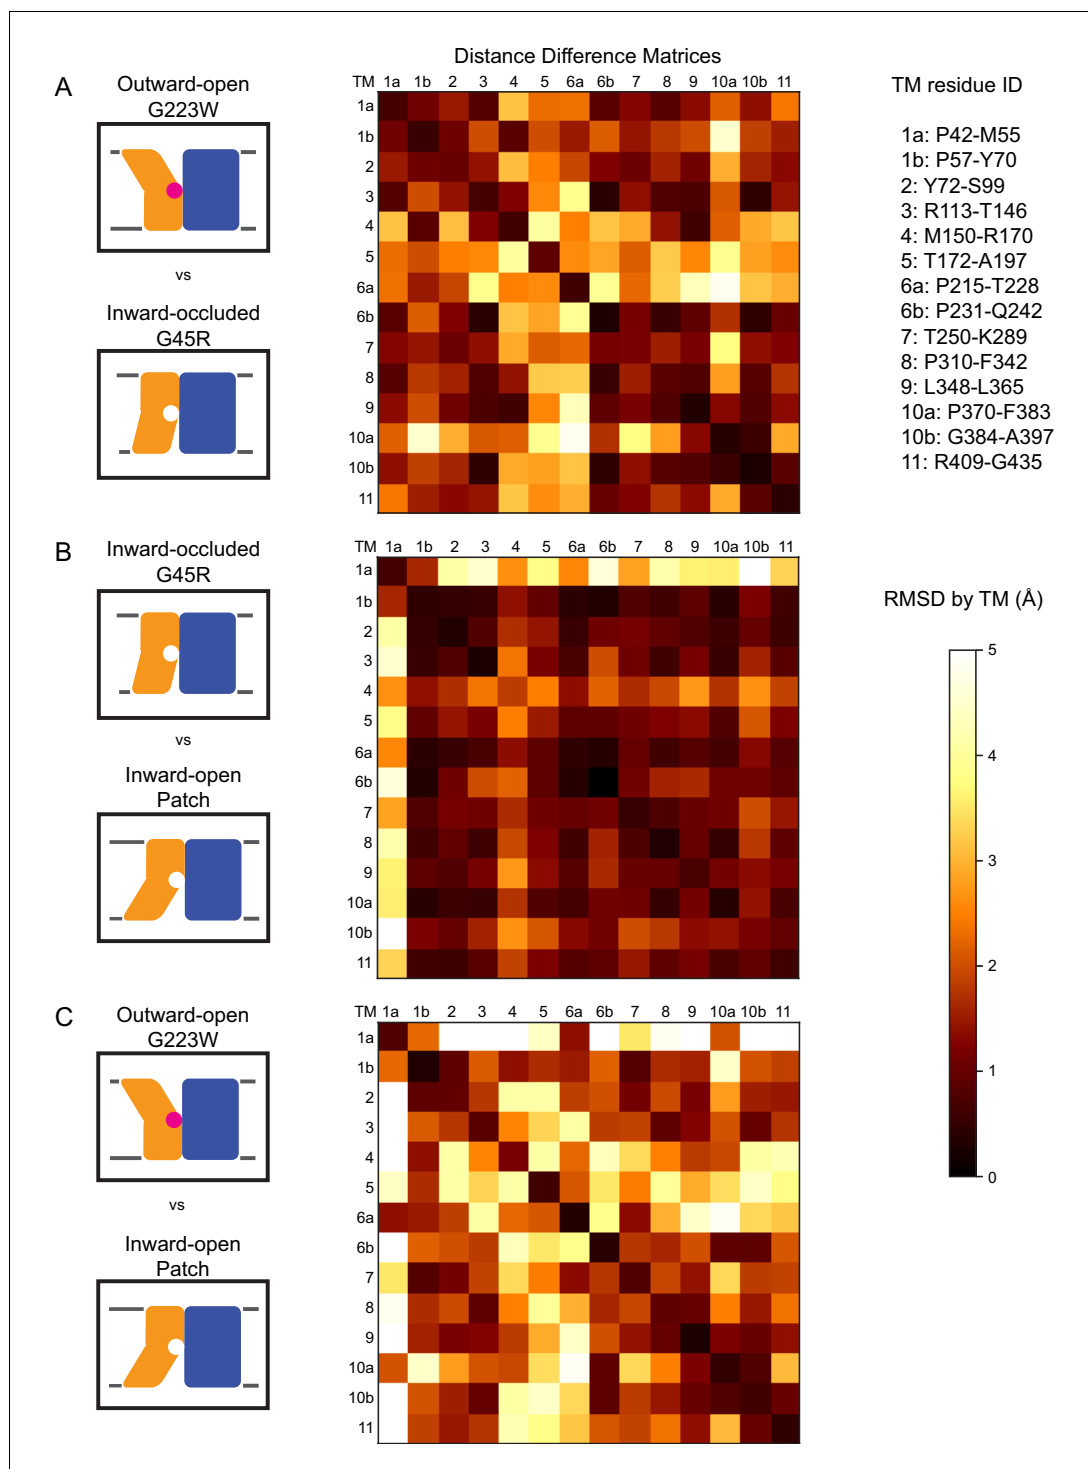 Distance Difference Matrices
A
Outward-open
G223W
vs
Inward-occluded
G45R
TM 1a 1b 2 3 4 5 6a 6b 7 8 9 10a 10b 11
1a
1b
2
3
4
5
6a
6b
7
8
9
10a
10b
11
TM residue ID
1a: P42-M55
1b: P57-Y70
2: Y72-S99
3: R113-T146
4: M150-R170
5: T172-A197
6a: P215-T228
6b: P231-Q242
7: T250-K289
8: P310-F342
9: L348-L365
10a: P370-F383
10b: G384-A397
11: R409-G435
B
Inward-occluded
G45R
vs
Inward-open
Patch
TM 1a 1b 2 3 4 5 6a 6b 7 8 9 10a 10b 11
1a
1b
2
3
4
5
6a
6b
7
8
9
10a
10b
11
RMSD by TM (Å)
5
4
3
2
1
0
C
Outward-open
G223W
vs
Inward-open
Patch
TM 1a 1b 2 3 4 5 6a 6b 7 8 9 10a 10b 11
1a
1b
2
3
4
5
6a
6b
7
8
9
10a
10b
11